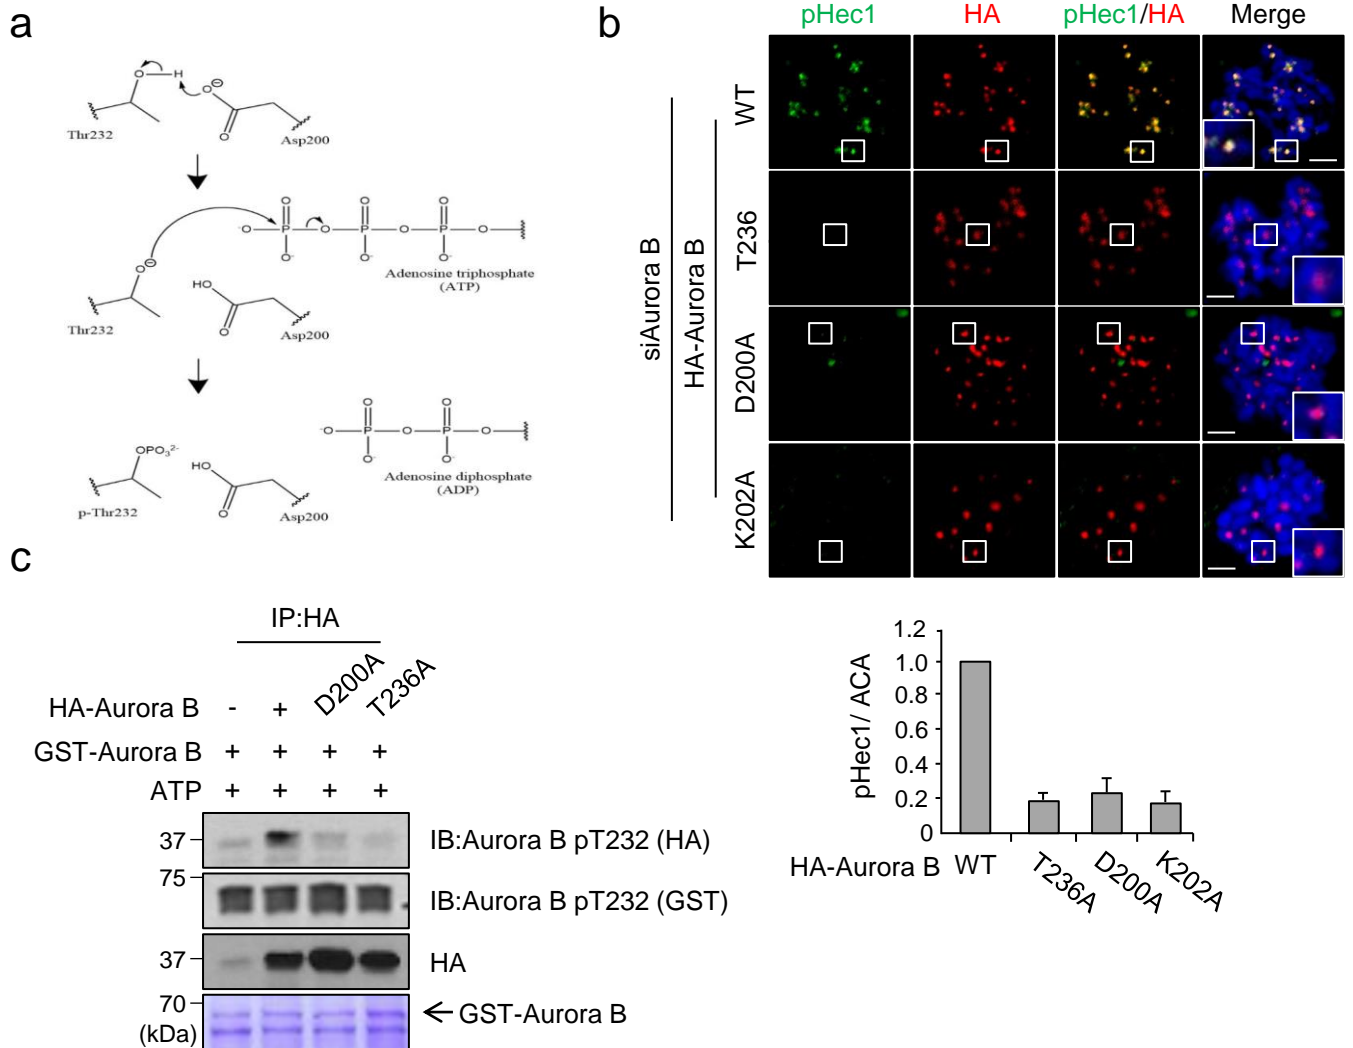 a
O H
O ⊖
O
Thr232
Asp200
O O O
-O P O P O P O
O- O- O-
Adenosine triphosphate
(ATP)
O ⊖
HO
O
Thr232
Asp200
O O
-O P O P O
O- O-
Adenosine diphosphate
(ADP)
OPO₃²⁻
HO
O
p-Thr232
Asp200
b
pHec1 HA pHec1/HA Merge
siAurora B
HA-Aurora B
WT
T236
D200A
K202A
pHec1/ ACA
1.2
1.0
0.8
0.6
0.4
0.2
0
HA-Aurora B WT T236A D200A K202A
c
IP:HA
HA-Aurora B - + D200A T236A
GST-Aurora B + + + +
ATP + + + +
37 IB:Aurora B pT232 (HA)
75 IB:Aurora B pT232 (GST)
37 HA
70 GST-Aurora B
(kDa)